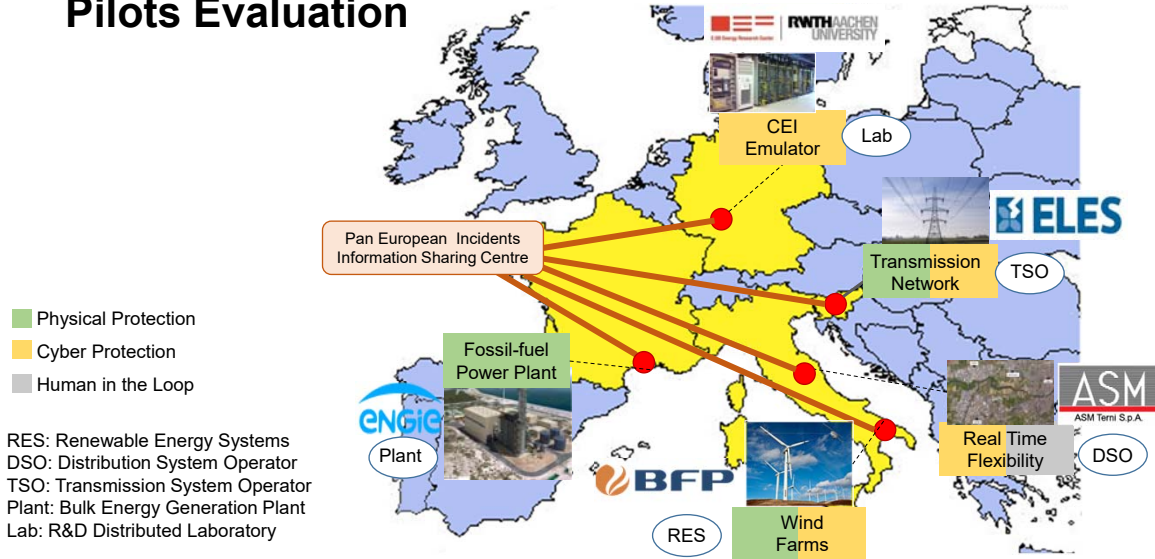 Pilots Evaluation
RWTHAACHEN
UNIVERSITY
CEI
Emulator
Lab
ELES
Pan European Incidents
Information Sharing Centre
Transmission
Network
TSO
Physical Protection
Cyber Protection
Human in the Loop
Fossil-fuel
Power Plant
ENGIE
Plant
ASM
ASM Terni S.p.A.
Real Time
Flexibility
DSO
BFP
RES
Wind
Farms
RES: Renewable Energy Systems
DSO: Distribution System Operator
TSO: Transmission System Operator
Plant: Bulk Energy Generation Plant
Lab: R&D Distributed Laboratory